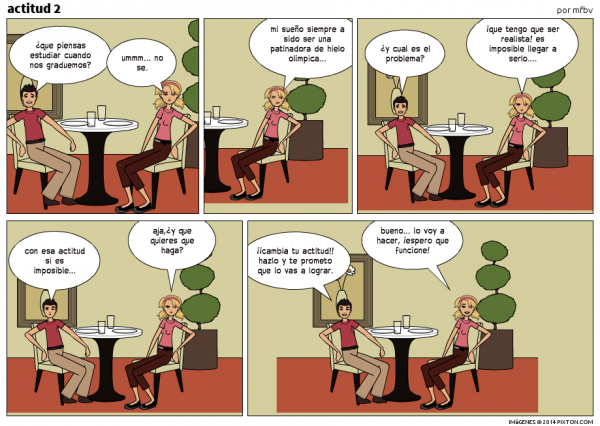 actitud 2
por mfbv
¿que piensas
estudiar cuando
nos graduemos?
ummm... no
se.
mi sueño siempre a
sido ser una
patinadora de hielo
olimpica...
¿y cual es el
problema?
¡que tengo que ser
realista! es
imposible llegar a
serlo....
con esa actitud
si es
imposible...
aja,¿y que
quieres que
haga?
¡¡cambia tu actitud!!
hazlo y te prometo
que lo vas a lograr.
bueno... lo voy a
hacer, ¡espero que
funcione!
IMáGENES ©2014 PIXTON.COM